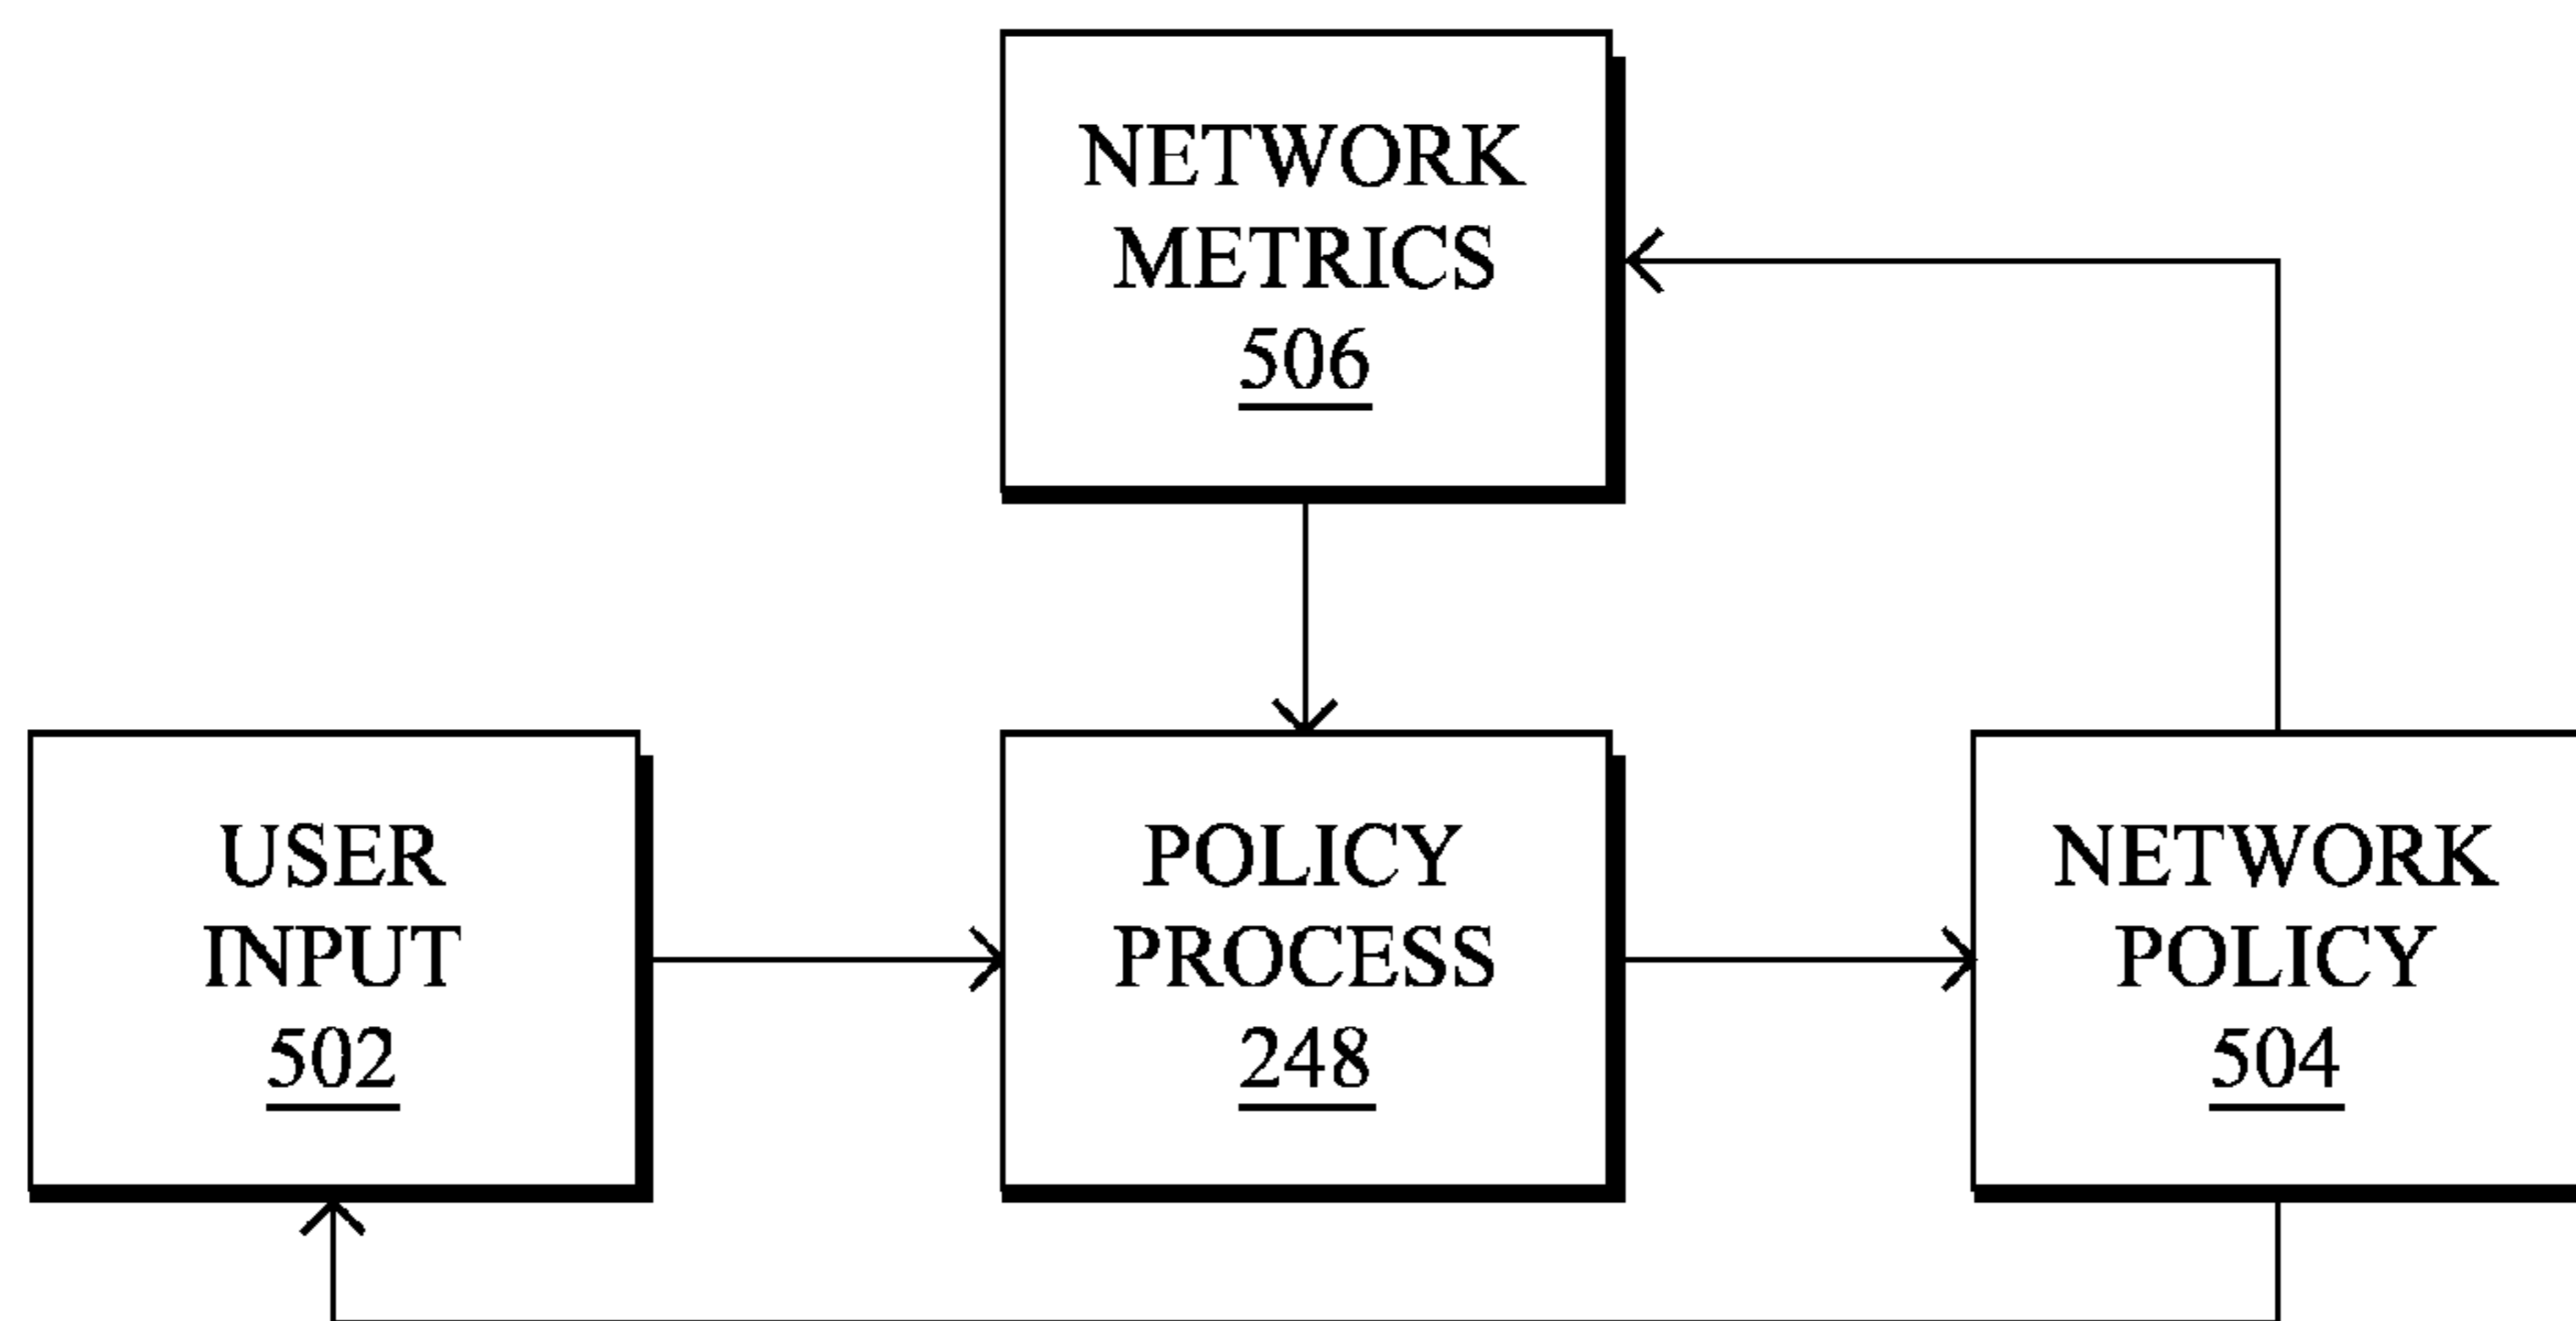 NETWORK
METRICS
506
USER
INPUT
502
POLICY
PROCESS
248
NETWORK
POLICY
504